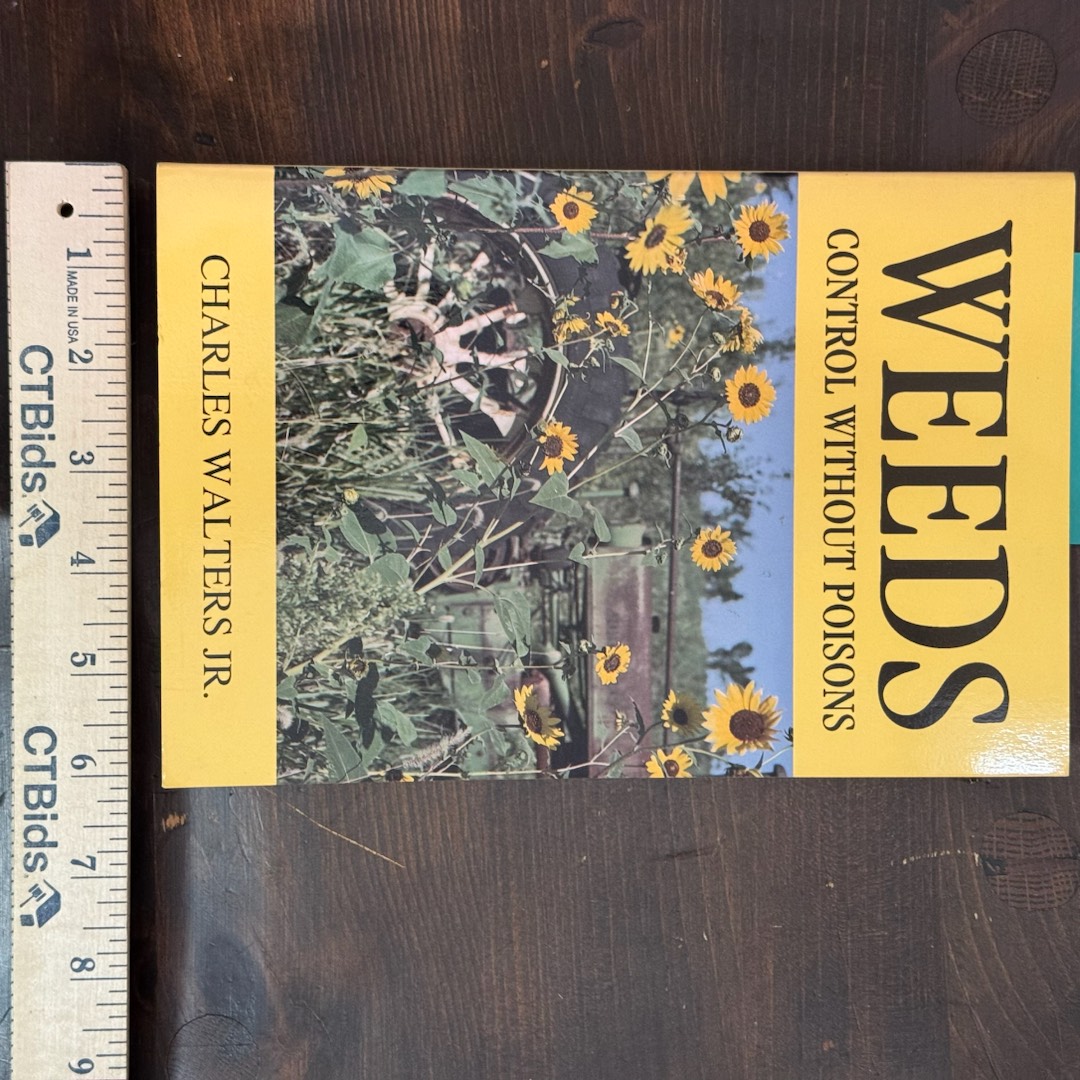 WEEDS
CONTROL WITHOUT POISONS
CHARLES WALTERS JR.
1 2 3 4 5 6 7 8 9
MADE IN USA
CTBids
CTBids